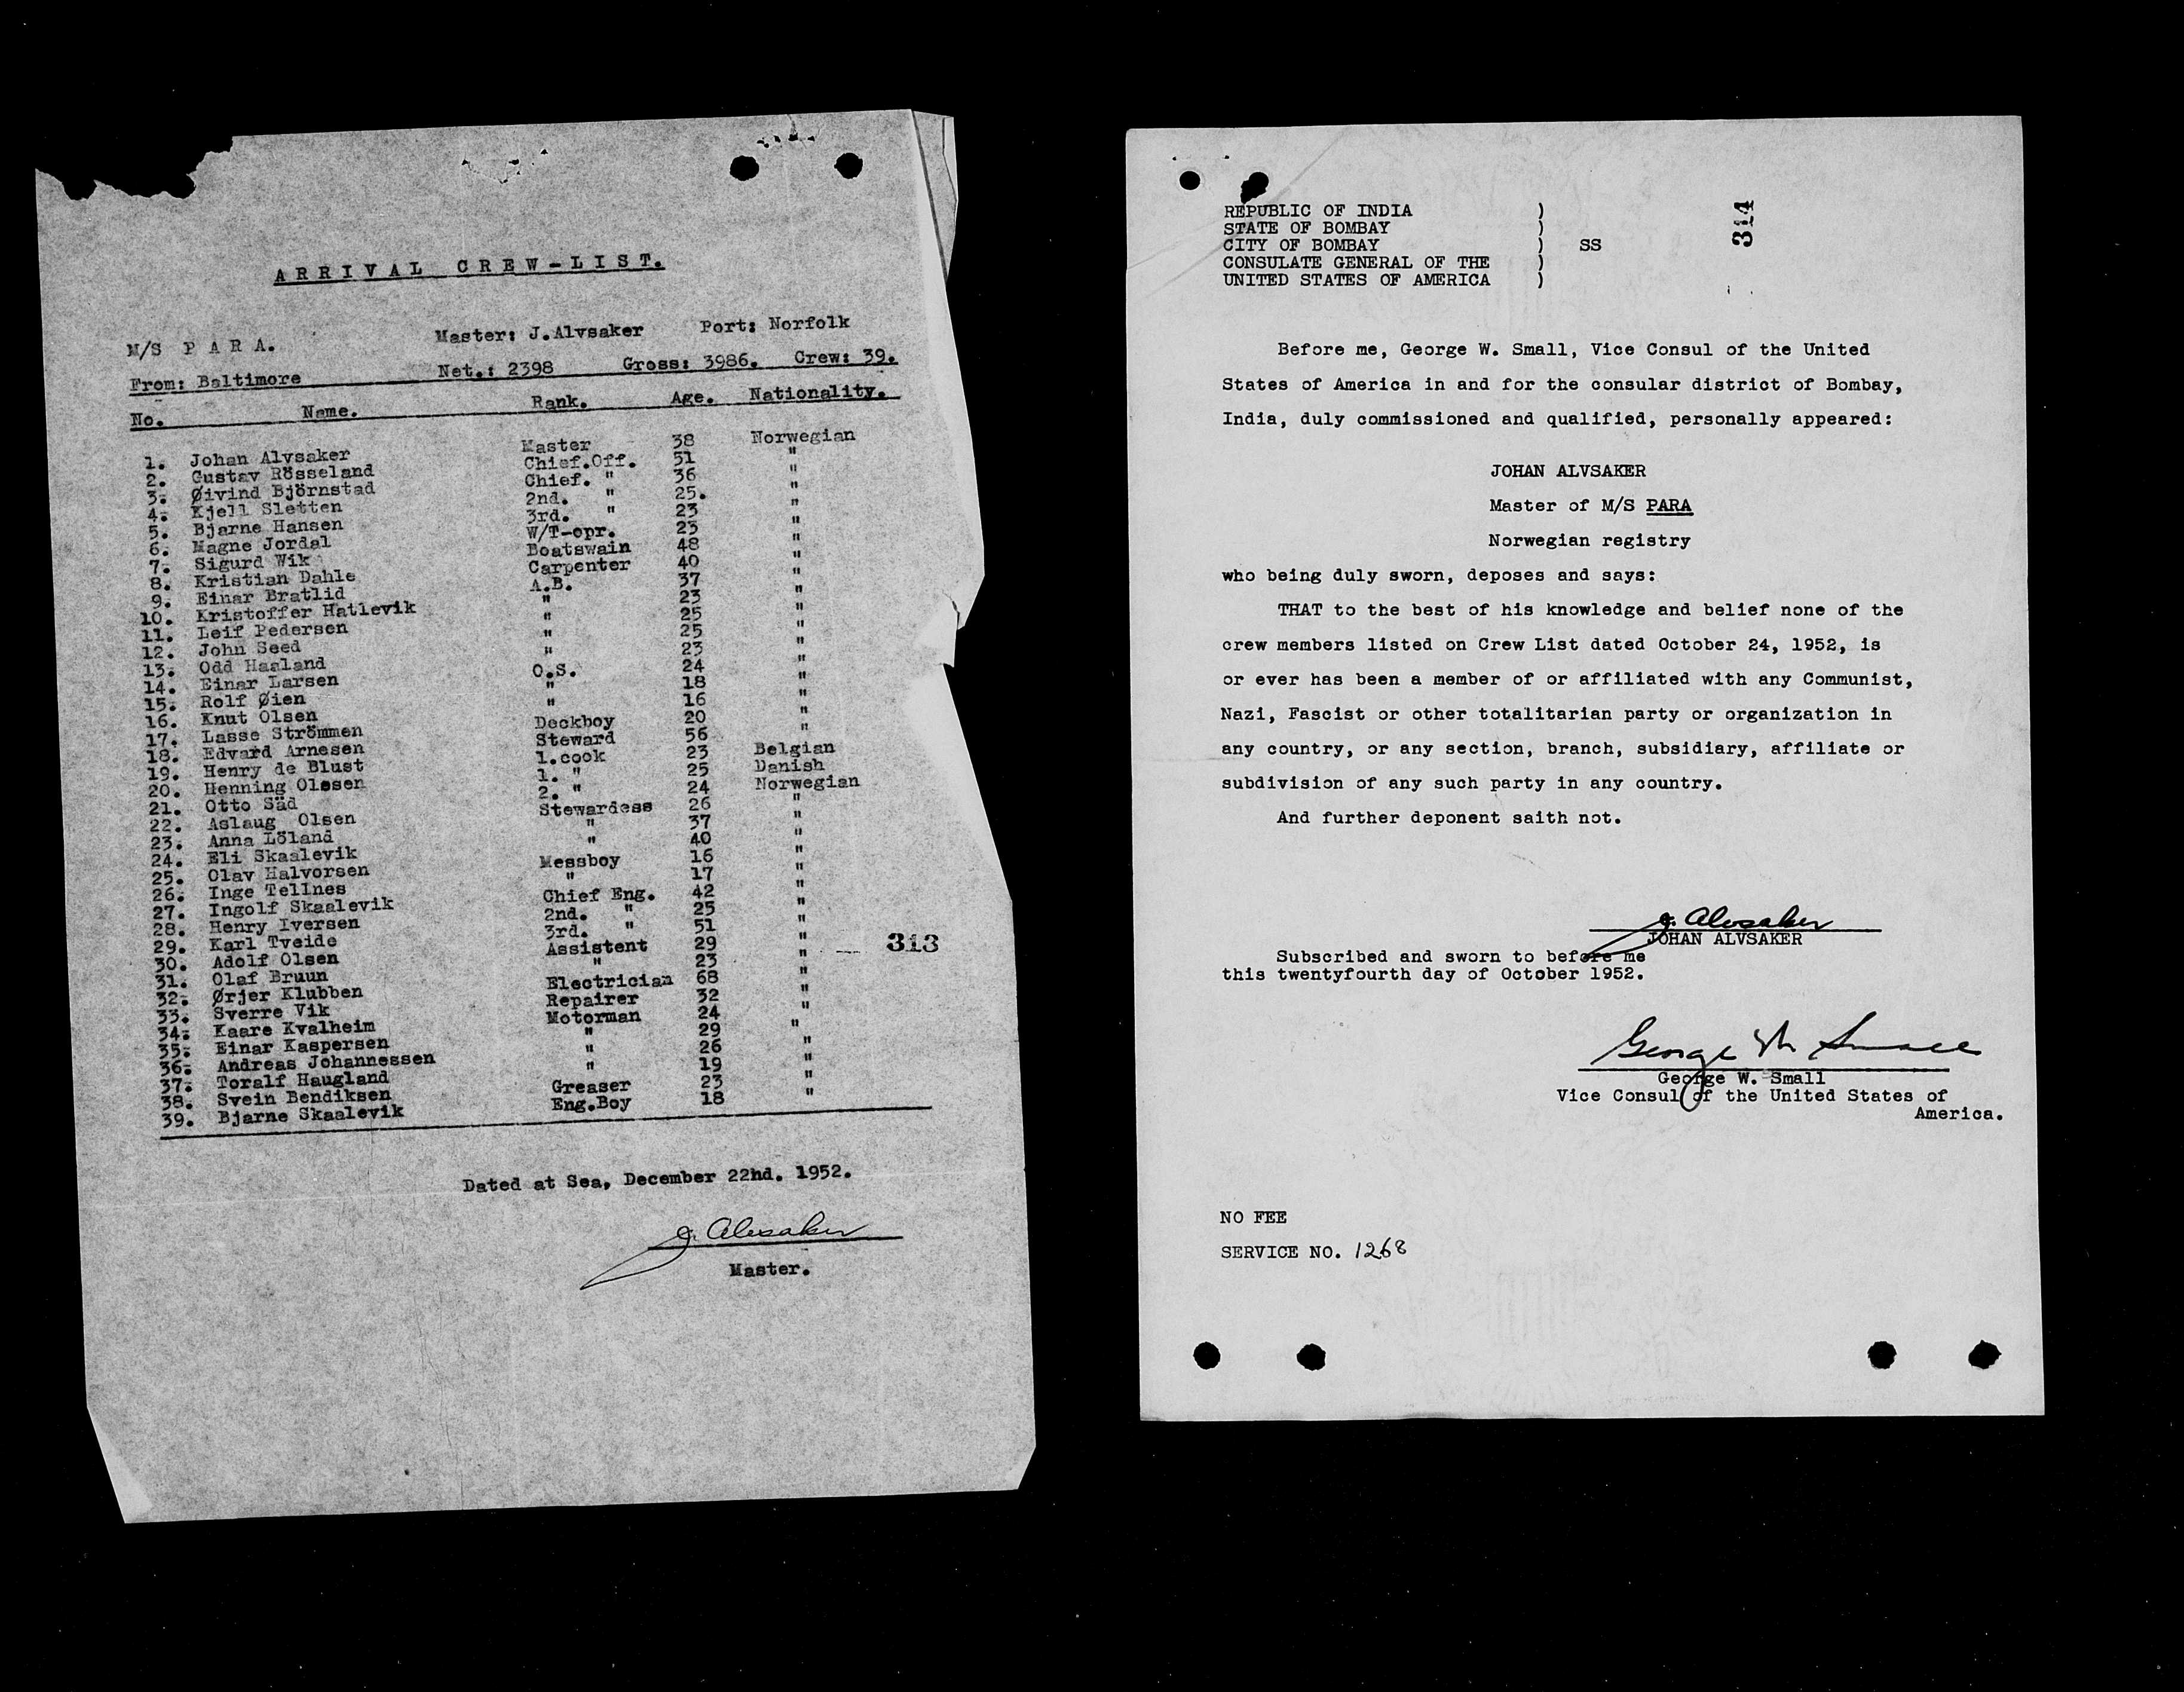 ARRIVAL CREW-LIST.
M/S PARA. Master: J.Alvsaker Port: Norfolk
From: Baltimore Net.: 2398 Gross: 3986. Crew: 39.
No. Name. Rank. Age. Nationality.
1. Johan Alvsaker Master 38 Norwegian
2. Gustav Rösseland Chief.Off. 51 "
3. Øivind Björnstad Chief. " 36 "
4. Kjell Sletten 2nd. " 25. "
5. Bjarne Hansen 3rd. " 23 "
6. Magne Jordal W/T-opr. 23 "
7. Sigurd Wik Boatswain 48 "
8. Kristian Dahle Carpenter 40 "
9. Einar Bratlid A.B. 37 "
10. Kristoffer Hatlevik " 23 "
11. Leif Pedersen " 25 "
12. John Seed " 25 "
13. Odd Haaland " 23 "
14. Einar Larsen O.S. 24 "
15. Rolf Øien " 18 "
16. Knut Olsen " 16 "
17. Lasse Strömmen Deckboy 20 "
18. Edvard Arnesen Steward 56 "
19. Henry de Blust 1.cook 23 Belgian
20. Henning Olesen 1. " 25 Danish
21. Otto Säd 2. " 24 Norwegian
22. Aslaug Olsen Stewardess 26 "
23. Anna Löland " 37 "
24. Eli Skaalevik " 40 "
25. Olav Halvorsen Messboy 16 "
26. Inge Tellnes " 17 "
27. Ingolf Skaalevik Chief Eng. 42 "
28. Henry Iversen 2nd. " 25 "
29. Karl Tveide 3rd. " 51 "
30. Adolf Olsen Assistent 29 "
31. Olaf Bruun " 23 "
32. Ørjer Klubben Electrician 68 "
33. Sverre Vik Repairer 32 "
34. Kaare Kvalheim Motorman 24 "
35. Einar Kaspersen " 29 "
36. Andreas Johannessen " 26 "
37. Toralf Haugland " 19 "
38. Svein Bendiksen Greaser 23 "
39. Bjarne Skaalevik Eng.Boy 18 "
313
Dated at Sea, December 22nd. 1952.
J. Alvsaker
Master.
314
REPUBLIC OF INDIA )
STATE OF BOMBAY )
CITY OF BOMBAY ) SS
CONSULATE GENERAL OF THE )
UNITED STATES OF AMERICA )
Before me, George W. Small, Vice Consul of the United
States of America in and for the consular district of Bombay,
India, duly commissioned and qualified, personally appeared:
JOHAN ALVSAKER
Master of M/S PARA
Norwegian registry
who being duly sworn, deposes and says:
THAT to the best of his knowledge and belief none of the
crew members listed on Crew List dated October 24, 1952, is
or ever has been a member of or affiliated with any Communist,
Nazi, Fascist or other totalitarian party or organization in
any country, or any section, branch, subsidiary, affiliate or
subdivision of any such party in any country.
And further deponent saith not.
J. Alvsaker
JOHAN ALVSAKER
Subscribed and sworn to before me
this twentyfourth day of October 1952.
George W. Small
George W. Small
Vice Consul of the United States of
America.
NO FEE
SERVICE NO. 1268